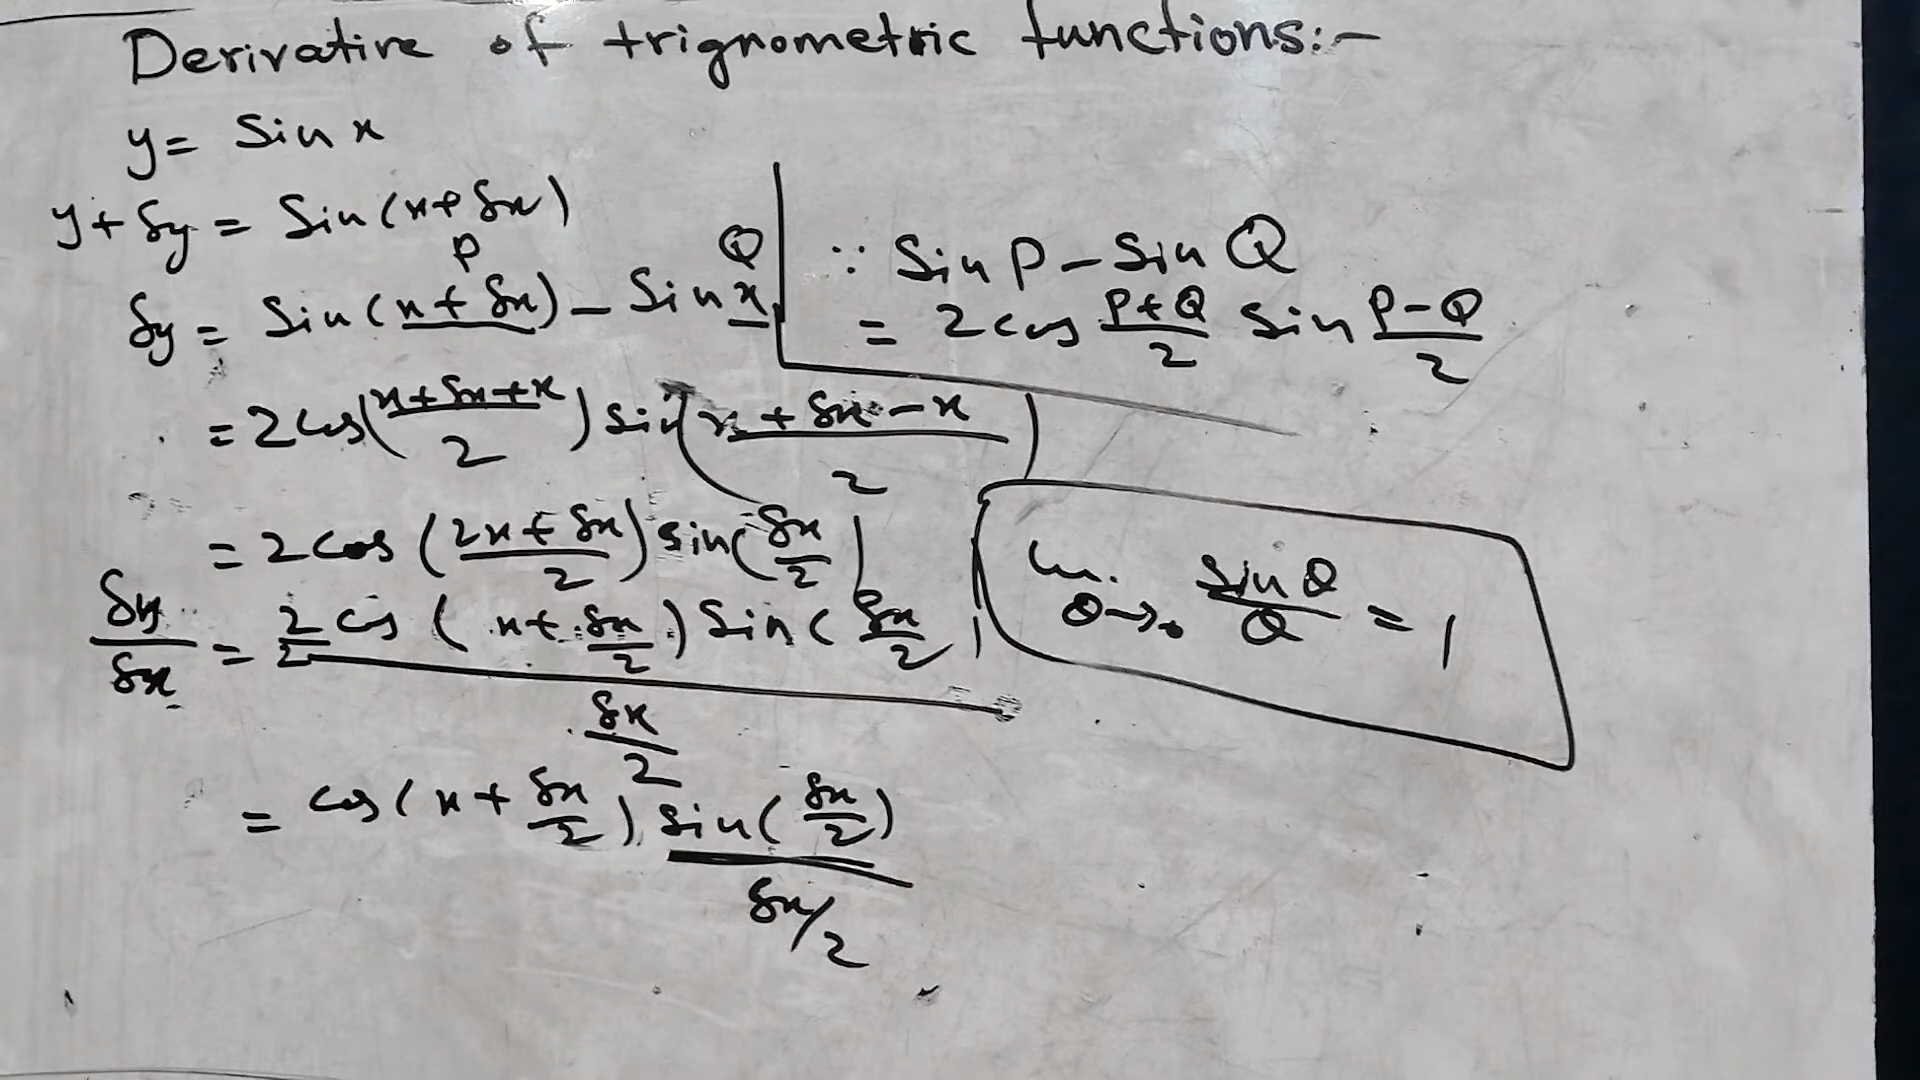 Derivative of trignometric functions:-
y = Sin x
y + δy = Sin (x + δx)
P Q
δy = Sin (x + δx) - Sin x
∵ Sin P - Sin Q
= 2 cos P+Q/2 Sin P-Q/2
= 2 cos (x + δx + x / 2) sin (x + δx - x / 2)
= 2 cos (2x + δx / 2) sin (δx / 2)
δy/δx = 2/2 cos (x + δx/2) Sin (δx/2) / δx/2
Lim. θ→0 Sin θ / θ = 1
= cos (x + δx/2) sin (δx/2) / δx/2